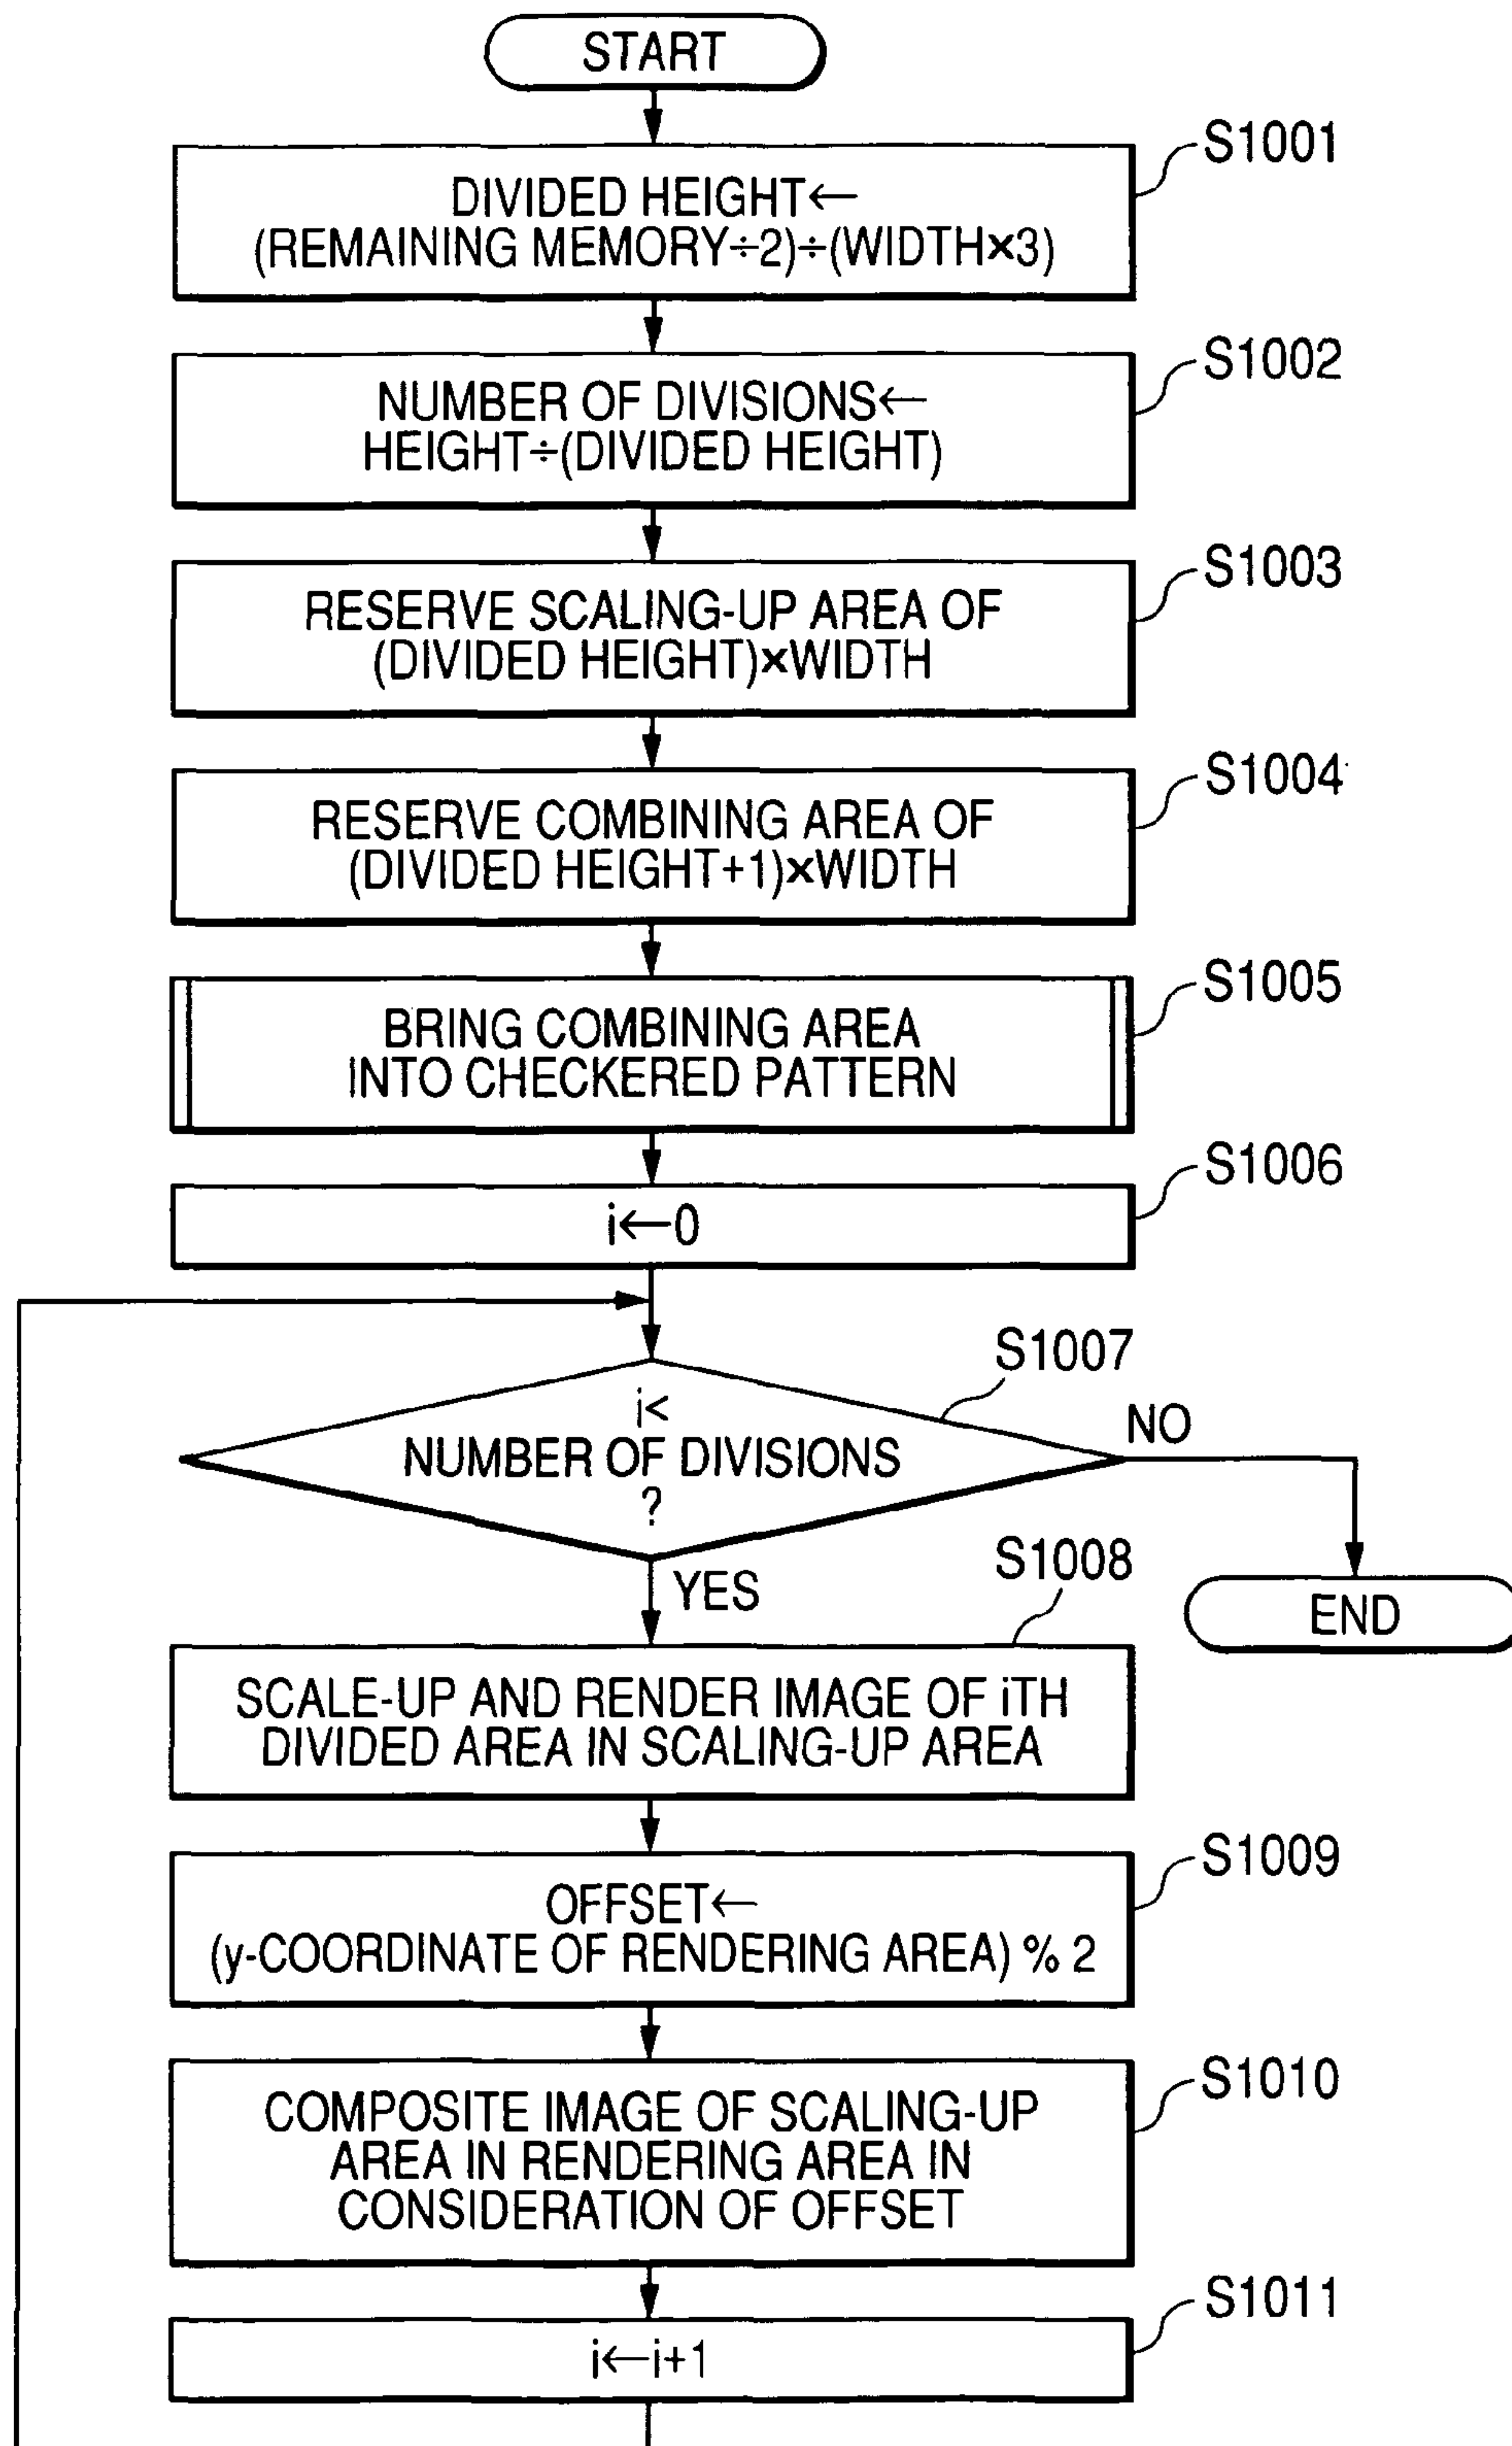 START
S1001
DIVIDED HEIGHT←
(REMAINING MEMORY÷2)÷(WIDTH×3)
S1002
NUMBER OF DIVISIONS←
HEIGHT÷(DIVIDED HEIGHT)
S1003
RESERVE SCALING-UP AREA OF
(DIVIDED HEIGHT)×WIDTH
S1004
RESERVE COMBINING AREA OF
(DIVIDED HEIGHT+1)×WIDTH
S1005
BRING COMBINING AREA
INTO CHECKERED PATTERN
S1006
i←0
S1007
i<
NUMBER OF DIVISIONS
?
NO
YES
END
S1008
SCALE-UP AND RENDER IMAGE OF iTH
DIVIDED AREA IN SCALING-UP AREA
S1009
OFFSET←
(y-COORDINATE OF RENDERING AREA) % 2
S1010
COMPOSITE IMAGE OF SCALING-UP
AREA IN RENDERING AREA IN
CONSIDERATION OF OFFSET
S1011
i←i+1